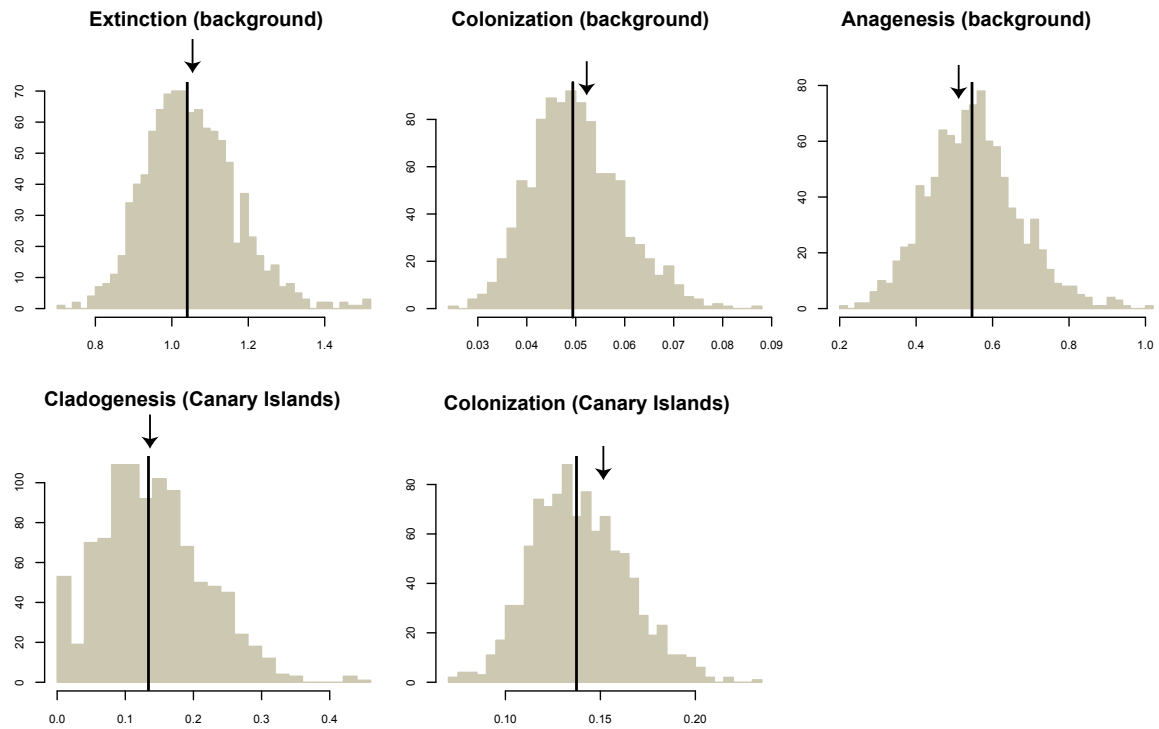 Extinction (background)
Colonization (background)
Anagenesis (background)
70
60
50
40
30
20
10
0
0.8 1.0 1.2 1.4
80
60
40
20
0
0.03 0.04 0.05 0.06 0.07 0.08 0.09
80
60
40
20
0
0.2 0.4 0.6 0.8 1.0
Cladogenesis (Canary Islands)
Colonization (Canary Islands)
100
80
60
40
20
0
0.0 0.1 0.2 0.3 0.4
80
60
40
20
0
0.10 0.15 0.20